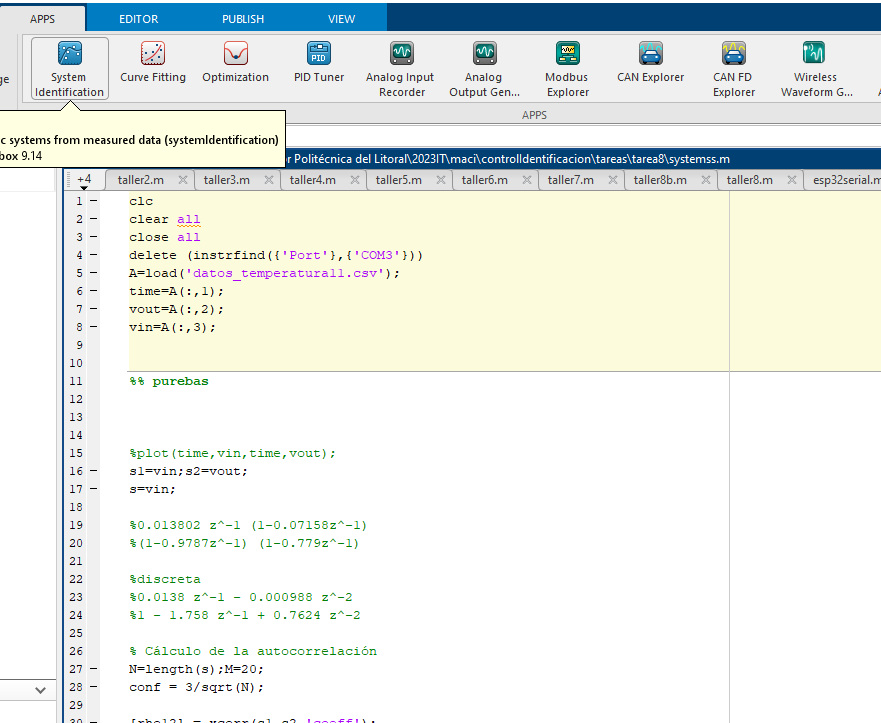 APPS EDITOR PUBLISH VIEW
ge
System Identification
Curve Fitting
Optimization
PID Tuner
Analog Input Recorder
Analog Output Gen...
Modbus Explorer
CAN Explorer
CAN FD Explorer
Wireless Waveform G...
APPS
c systems from measured data (systemIdentification)
box 9.14
r Politécnica del Litoral\2023IT\maci\controlIdentificacion\tareas\tarea8\systemss.m
+4 taller2.m taller3.m taller4.m taller5.m taller6.m taller7.m taller8b.m taller8.m esp32serial.m
1 clc
2 clear all
3 close all
4 delete (instrfind({'Port'},{'COM3'}))
5 A=load('datos_temperatura11.csv');
6 time=A(:,1);
7 vout=A(:,2);
8 vin=A(:,3);
9
10
11 %% purebas
12
13
14
15 %plot(time,vin,time,vout);
16 s1=vin;s2=vout;
17 s=vin;
18
19 %0.013802 z^-1 (1-0.07158z^-1)
20 %(1-0.9787z^-1) (1-0.779z^-1)
21
22 %discreta
23 %0.0138 z^-1 - 0.000988 z^-2
24 %1 - 1.758 z^-1 + 0.7624 z^-2
25
26 % Cálculo de la autocorrelación
27 N=length(s);M=20;
28 conf = 3/sqrt(N);
29
30 [rho12] = xcorr(s1,s2,'coeff');